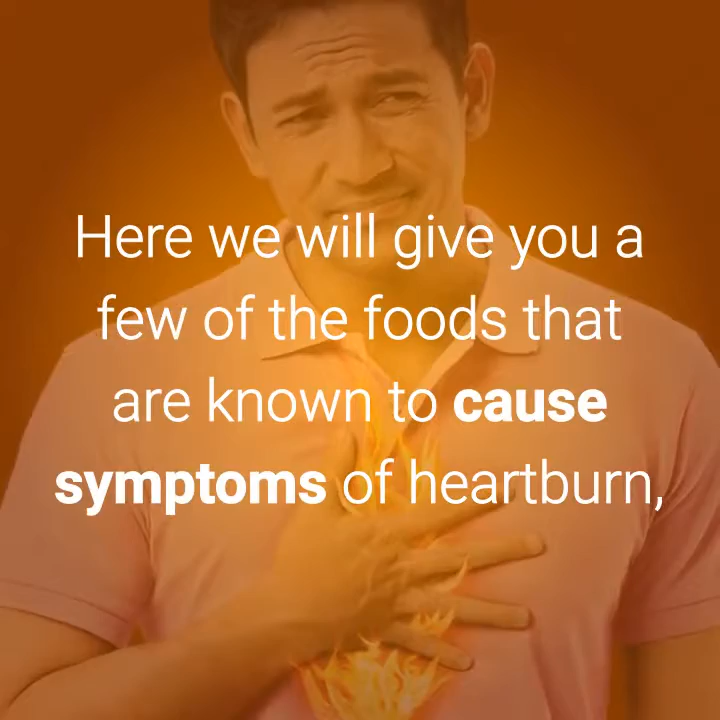 Here we will give you a
few of the foods that
are known to cause
symptoms of heartburn,